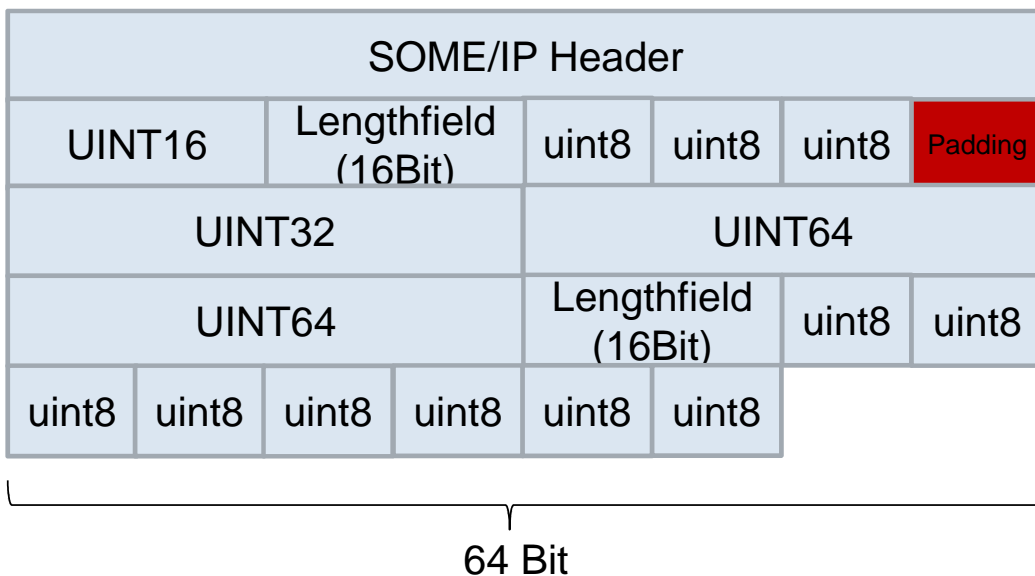 SOME/IP Header
UINT16 Lengthfield (16Bit) uint8 uint8 uint8 Padding
UINT32 UINT64
UINT64 Lengthfield (16Bit) uint8 uint8
uint8 uint8 uint8 uint8 uint8 uint8
64 Bit